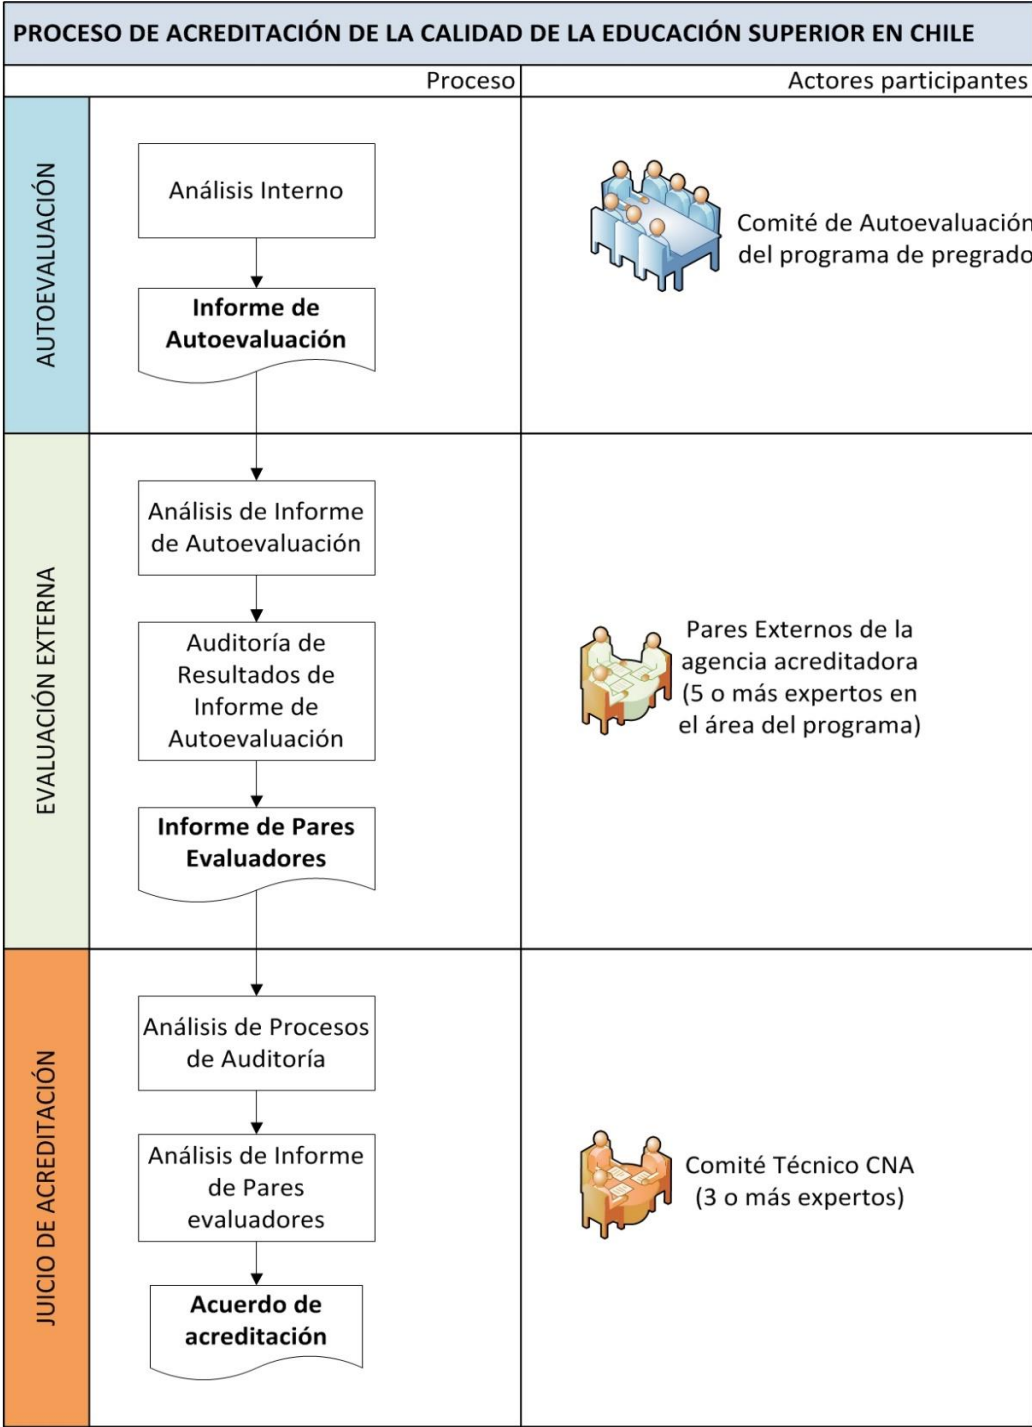 PROCESO DE ACREDITACIÓN DE LA CALIDAD DE LA EDUCACIÓN SUPERIOR EN CHILE
Proceso
Actores participantes
AUTOEVALUACIÓN
Análisis Interno
Informe de
Autoevaluación
Comité de Autoevaluación
del programa de pregrado
EVALUACIÓN EXTERNA
Análisis de Informe
de Autoevaluación
Auditoría de
Resultados de
Informe de
Autoevaluación
Informe de Pares
Evaluadores
Pares Externos de la
agencia acreditadora
(5 o más expertos en
el área del programa)
JUICIO DE ACREDITACIÓN
Análisis de Procesos
de Auditoría
Análisis de Informe
de Pares
evaluadores
Acuerdo de
acreditación
Comité Técnico CNA
(3 o más expertos)